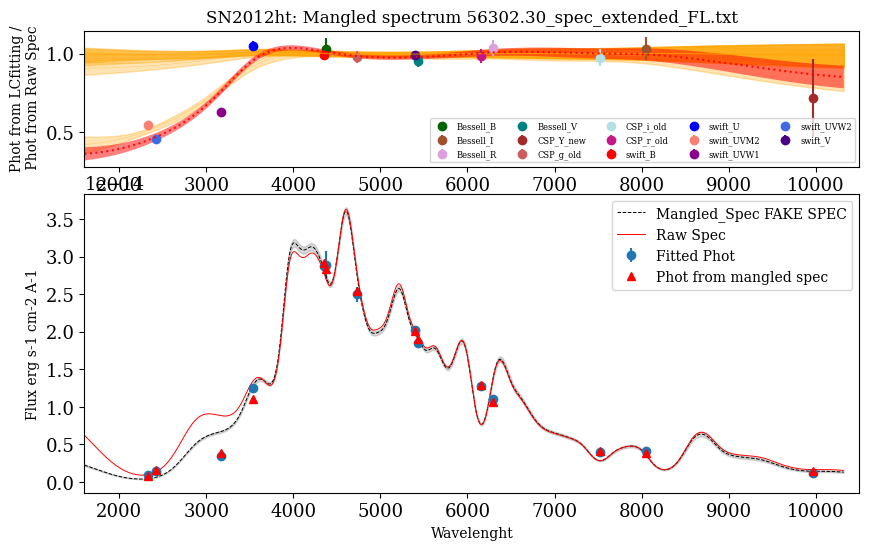 SN2012ht: Mangled spectrum 56302.30_spec_extended_FL.txt
Phot from LCfitting /
Phot from Raw Spec
1.0
0.5
Bessell_B Bessell_V CSP_i_old swift_U swift_UVW2
Bessell_I CSP_Y_new CSP_r_old swift_UVM2 swift_V
Bessell_R CSP_g_old swift_B swift_UVW1
2000 3000 4000 5000 6000 7000 8000 9000 10000
1e−14
Mangled_Spec FAKE SPEC
Raw Spec
Fitted Phot
Phot from mangled spec
Flux erg s-1 cm-2 A-1
3.5
3.0
2.5
2.0
1.5
1.0
0.5
0.0
2000 3000 4000 5000 6000 7000 8000 9000 10000
Wavelenght